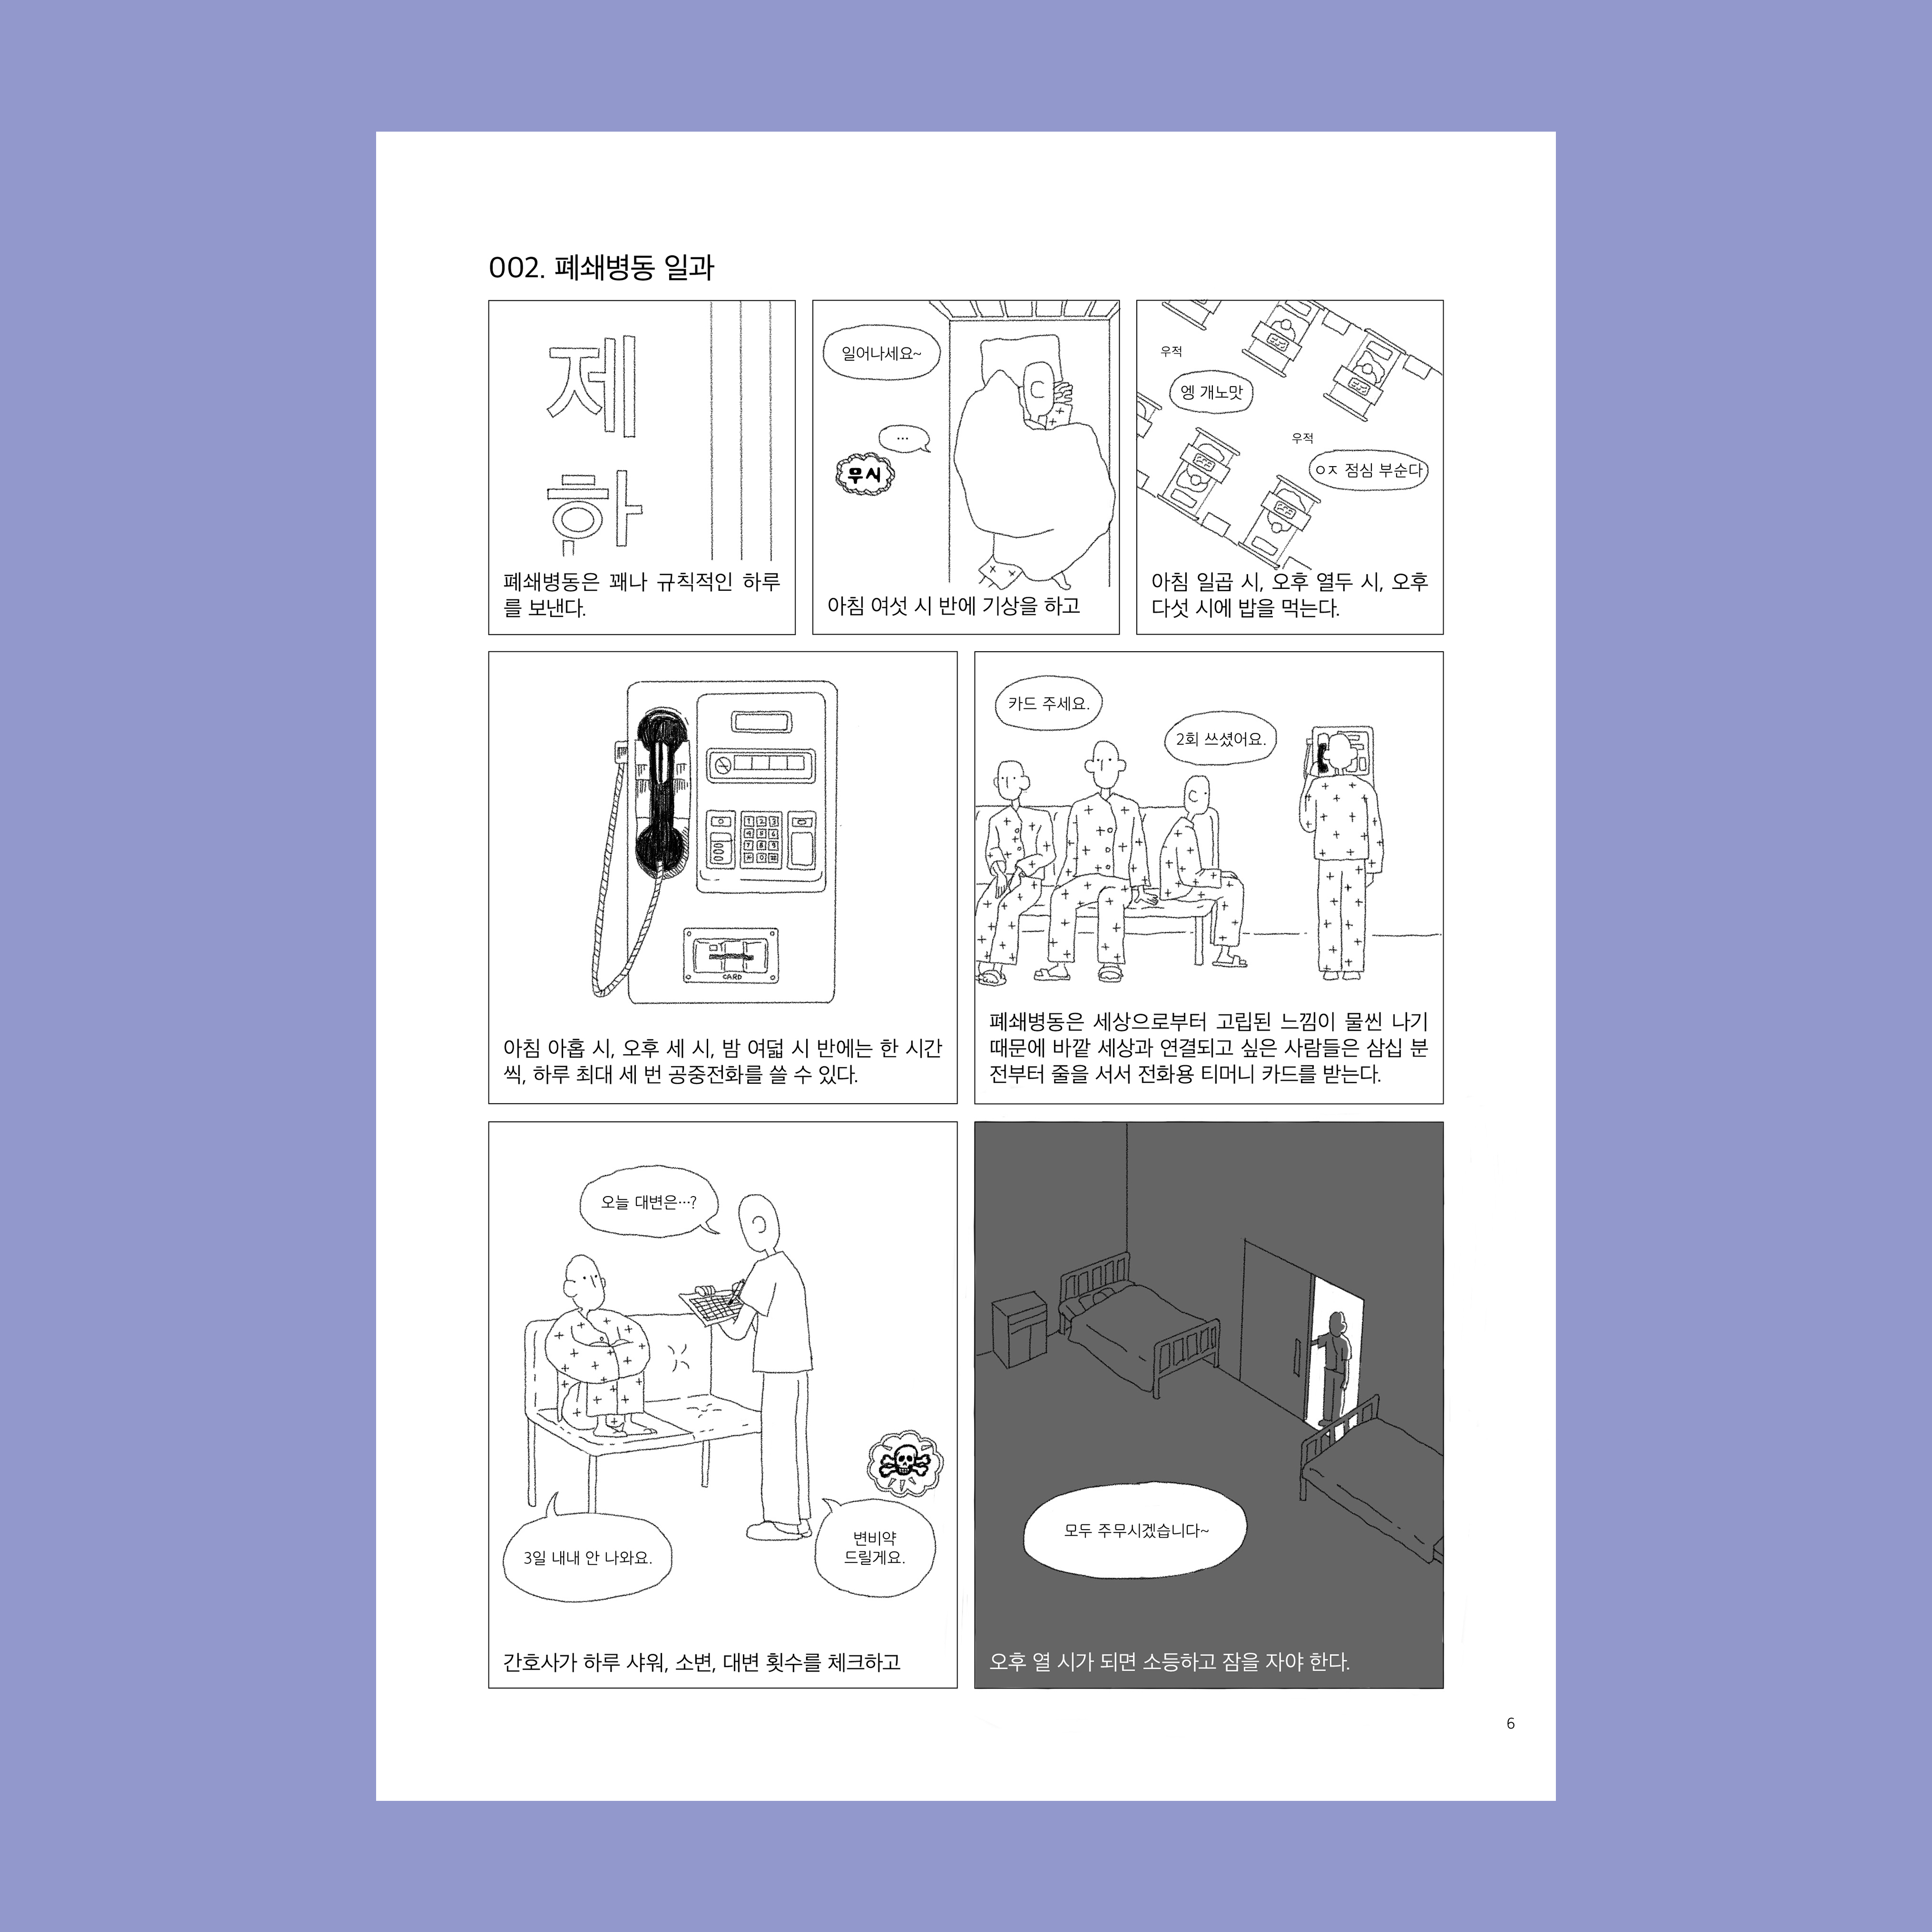 002. 폐쇄병동 일과
제
하
폐쇄병동은 꽤나 규칙적인 하루
를 보낸다.
일어나세요~
...
무시
아침 여섯 시 반에 기상을 하고
우적
엥 개노맛
우적
ㅇㅈ 점심 부순다
아침 일곱 시, 오후 열두 시, 오후
다섯 시에 밥을 먹는다.
1 2 3
4 5 6
7 8 9
* 0 #
CARD
아침 아홉 시, 오후 세 시, 밤 여덟 시 반에는 한 시간
씩, 하루 최대 세 번 공중전화를 쓸 수 있다.
카드 주세요.
2회 쓰셨어요.
폐쇄병동은 세상으로부터 고립된 느낌이 물씬 나기
때문에 바깥 세상과 연결되고 싶은 사람들은 삼십 분
전부터 줄을 서서 전화용 티머니 카드를 받는다.
오늘 대변은…?
3일 내내 안 나와요.
변비약
드릴게요.
간호사가 하루 샤워, 소변, 대변 횟수를 체크하고
모두 주무시겠습니다~
오후 열 시가 되면 소등하고 잠을 자야 한다.
6